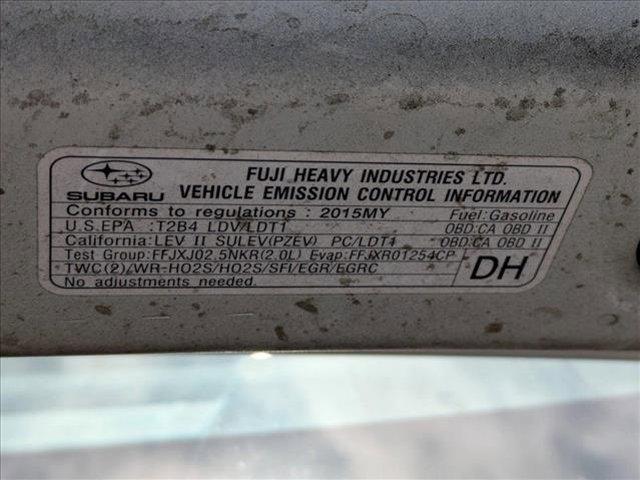 SUBARU
FUJI HEAVY INDUSTRIES LTD.
VEHICLE EMISSION CONTROL INFORMATION
Conforms to regulations : 2015MY Fuel:Gasoline
U.S.EPA :T2B4 LDV/LDT1 OBD:CA OBD II
California:LEV II SULEV(PZEV) PC/LDT1 OBD:CA OBD II
Test Group:FFJXJ02.5NKR(2.0L) Evap:FFJXR01254CP
TWC(2)/WR-HO2S/HO2S/SFI/EGR/EGRC
No adjustments needed.
DH